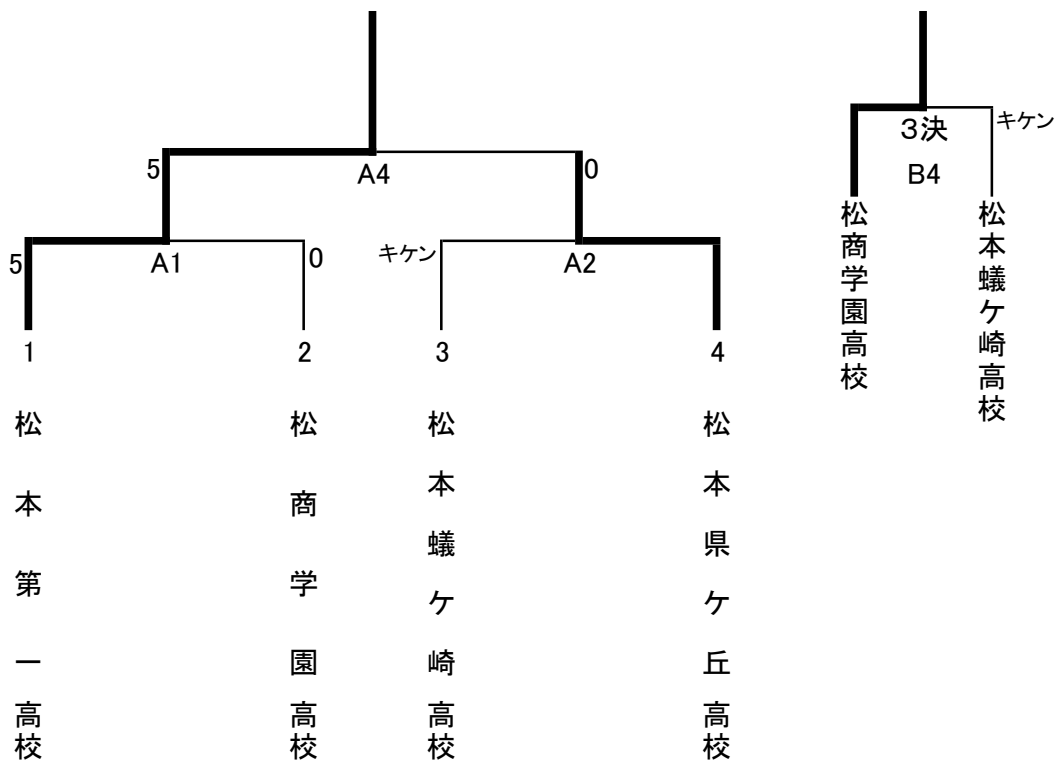 5
A4
0
5
A1
0
キケン
A2
1
2
3
4
松本第一高校
松商学園高校
松本蟻ケ崎高校
松本県ケ丘高校
キケン
3決
B4
松商学園高校
松本蟻ケ崎高校